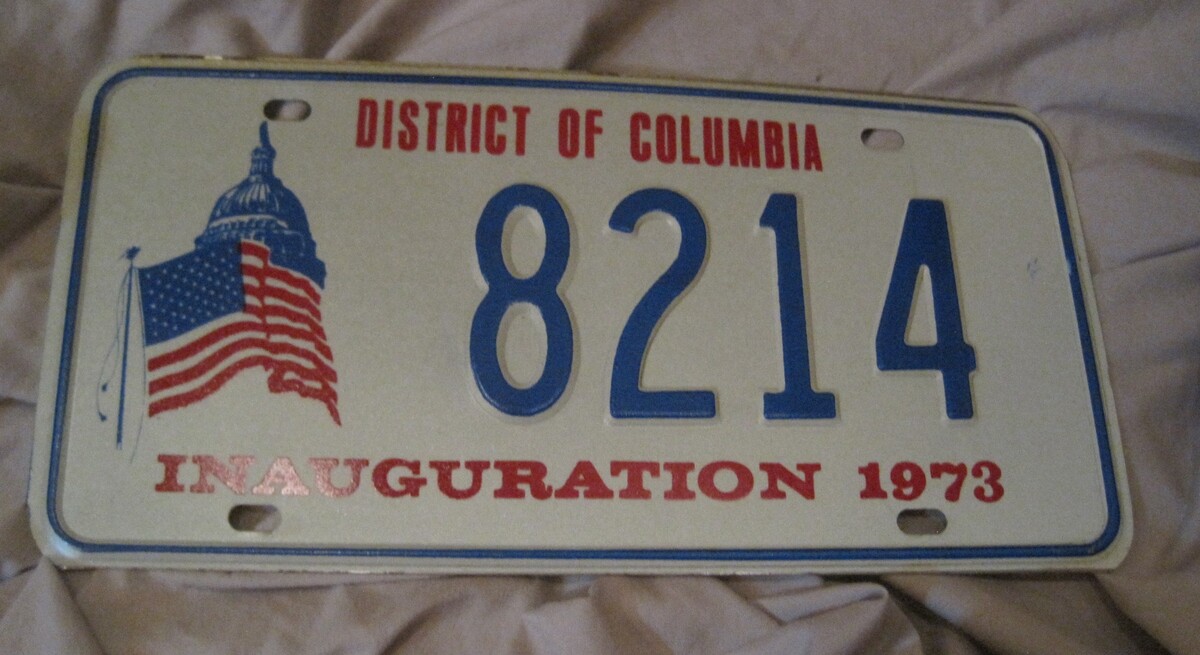 DISTRICT OF COLUMBIA
8214
INAUGURATION 1973